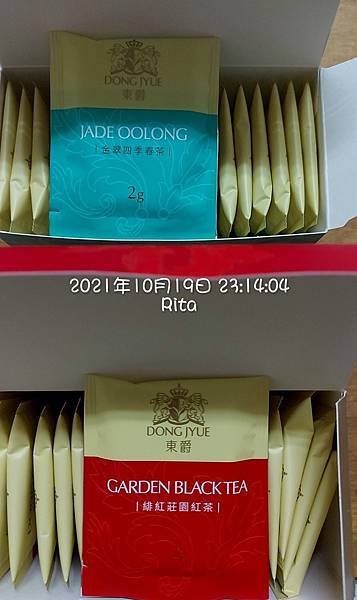 DONG JYUE
東爵
JADE OOLONG
|金翠四季春茶|
2g
2021年10月19日 23:14:04
Rita
DONG JYUE
東爵
GARDEN BLACK TEA
|緋紅莊園紅茶|